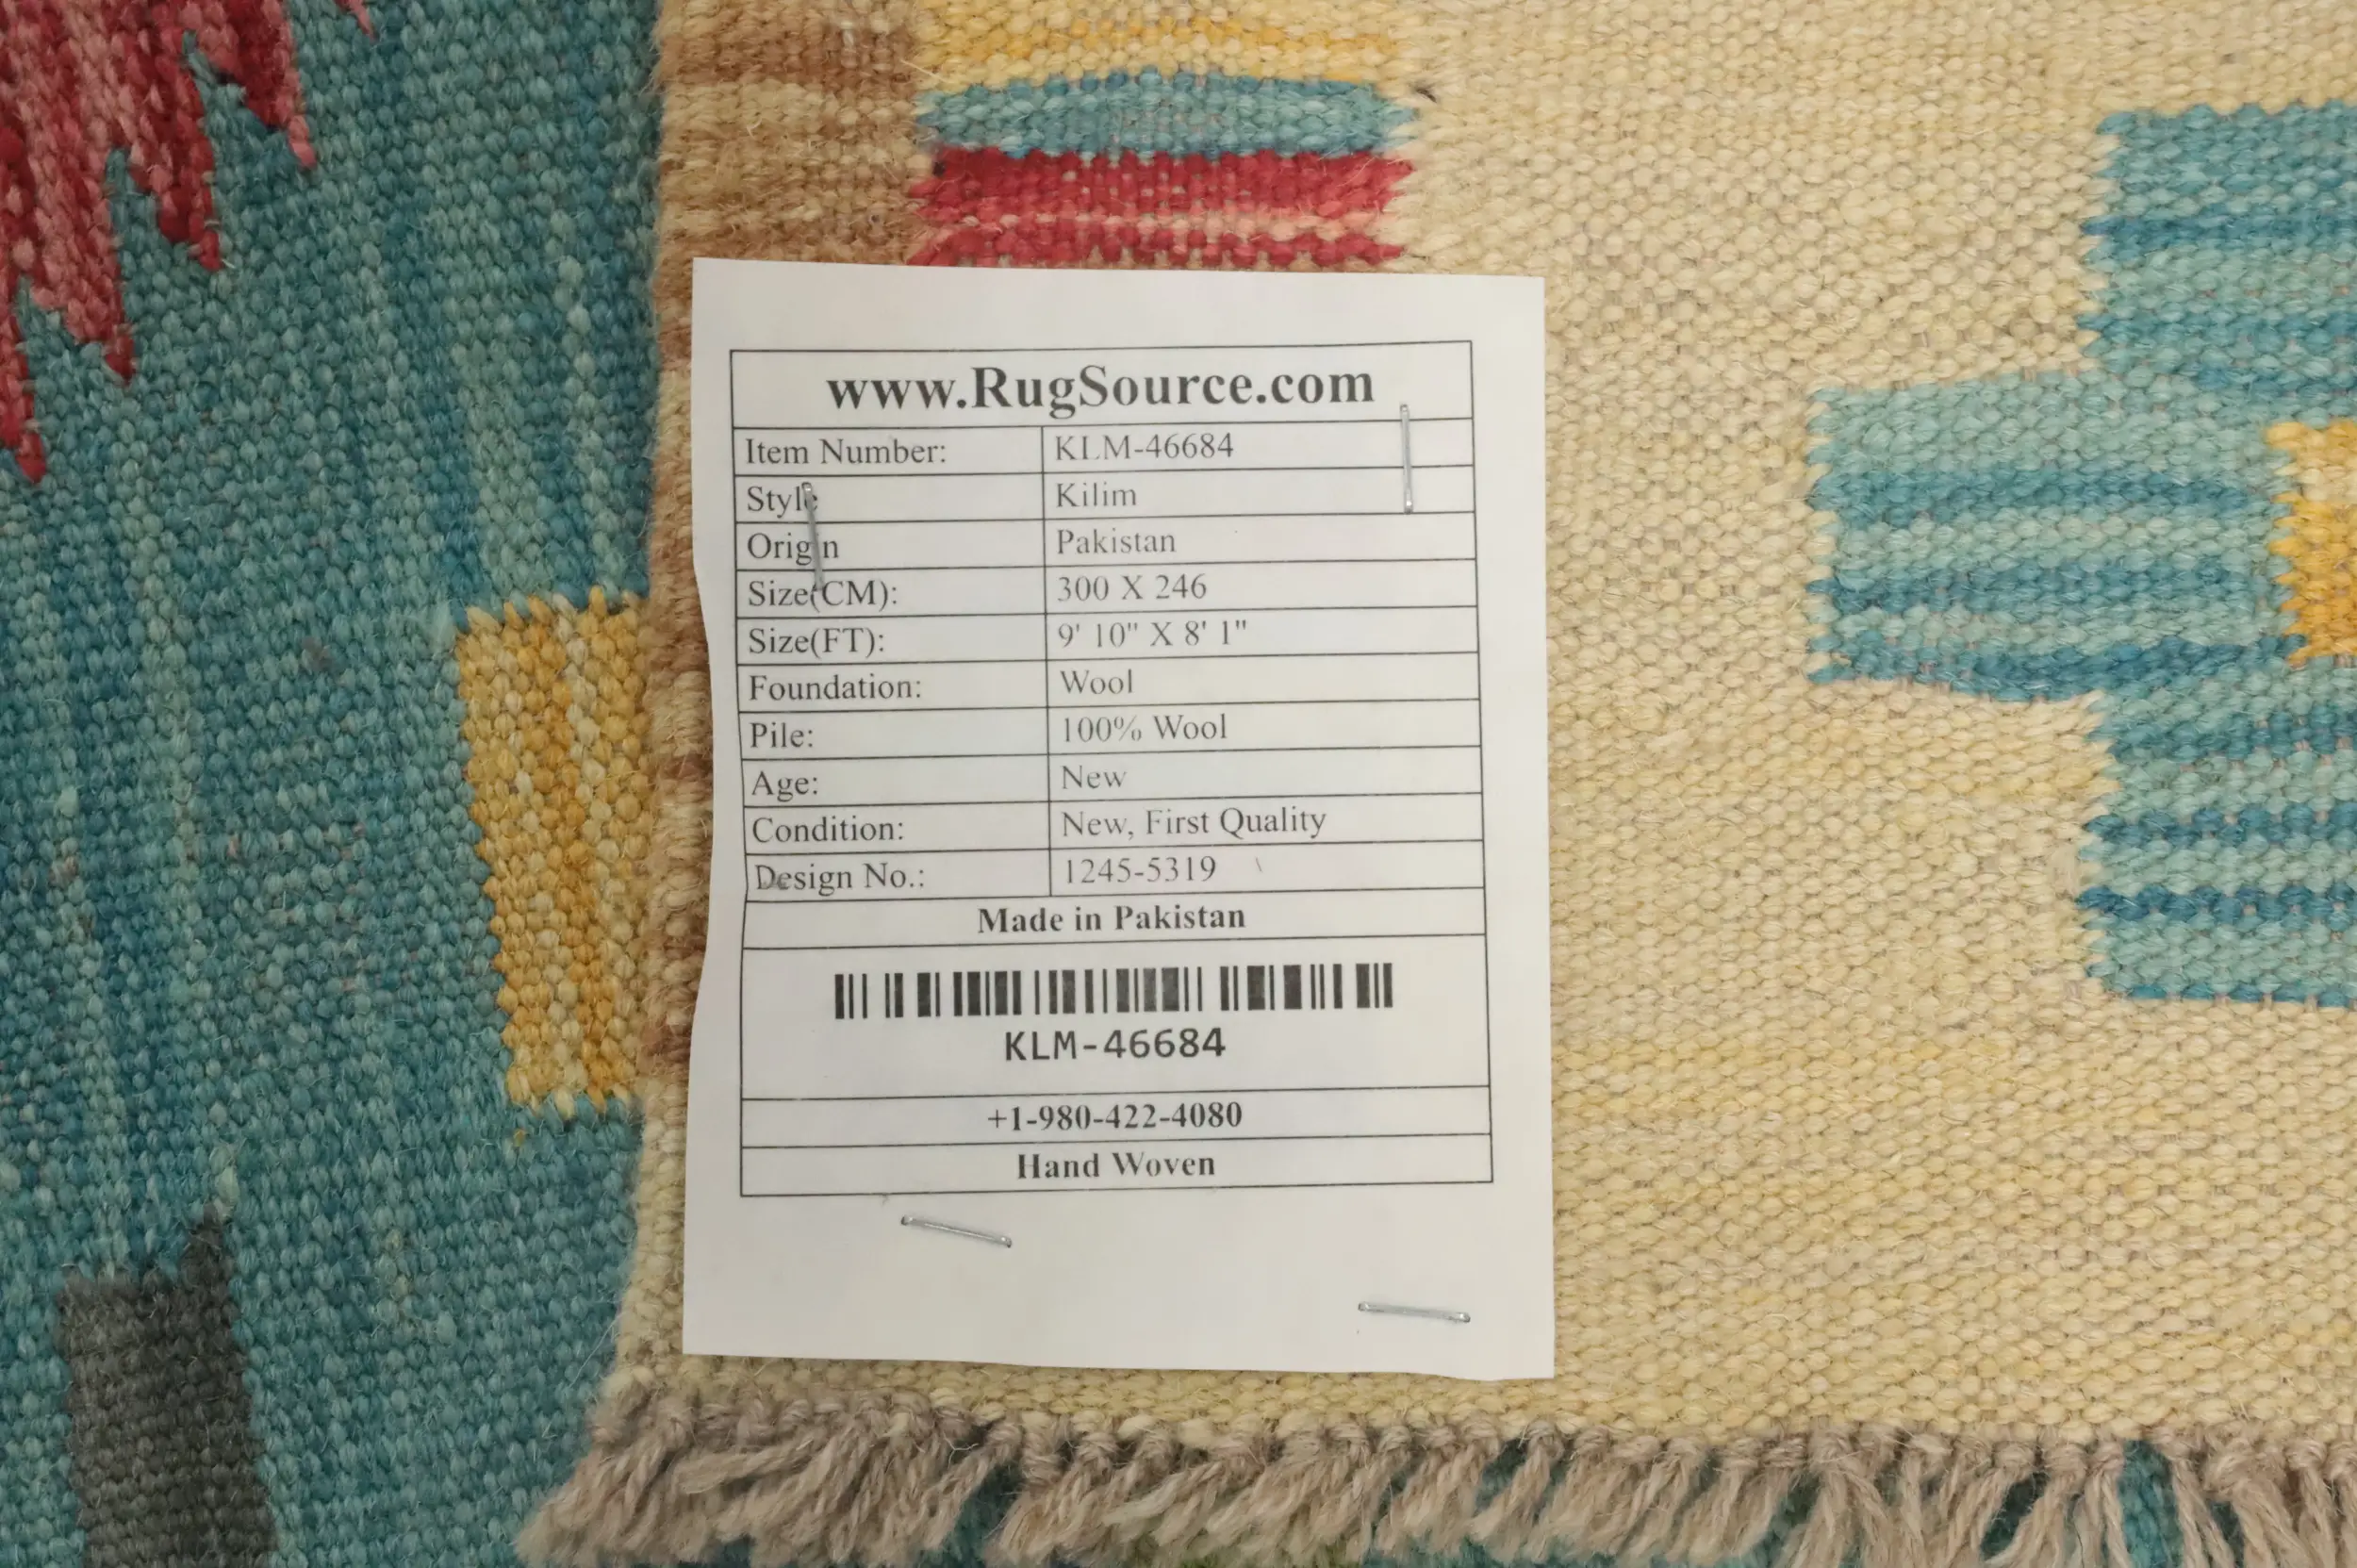 www.RugSource.com
Item Number: KLM-46684
Style Kilim
Origin Pakistan
Size(CM): 300 X 246
Size(FT): 9' 10" X 8' 1"
Foundation: Wool
Pile: 100% Wool
Age: New
Condition: New, First Quality
Design No.: 1245-5319
Made in Pakistan
KLM-46684
+1-980-422-4080
Hand Woven